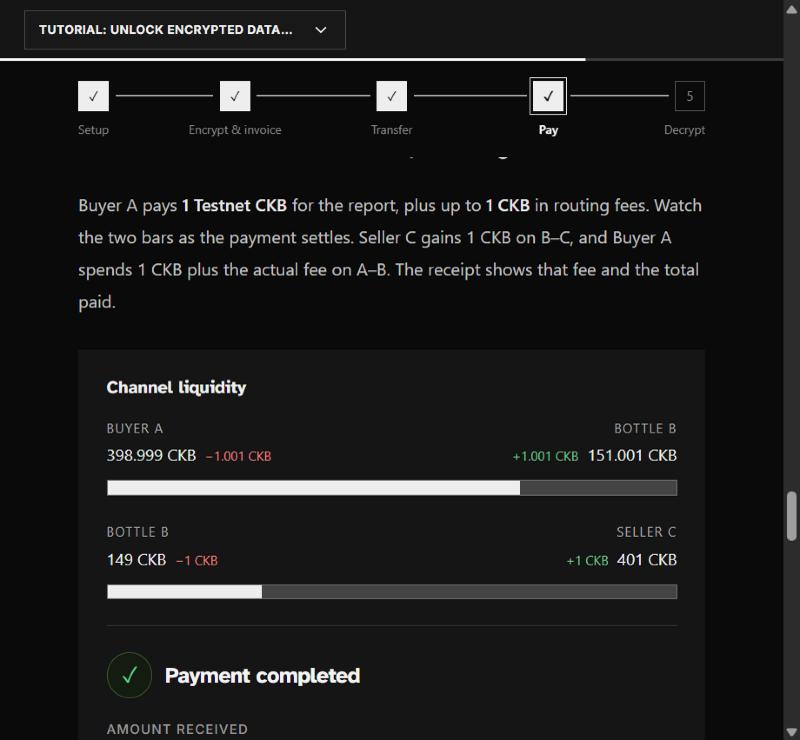 TUTORIAL: UNLOCK ENCRYPTED DATA...
5
Setup
Encrypt & invoice
Transfer
Pay
Decrypt
Buyer A pays 1 Testnet CKB for the report, plus up to 1 CKB in routing fees. Watch
the two bars as the payment settles. Seller C gains 1 CKB on B–C, and Buyer A
spends 1 CKB plus the actual fee on A–B. The receipt shows that fee and the total
paid.
Channel liquidity
BUYER A
BOTTLE B
398.999 CKB −1.001 CKB
+1.001 CKB 151.001 CKB
BOTTLE B
SELLER C
149 CKB −1 CKB
+1 CKB 401 CKB
Payment completed
AMOUNT RECEIVED